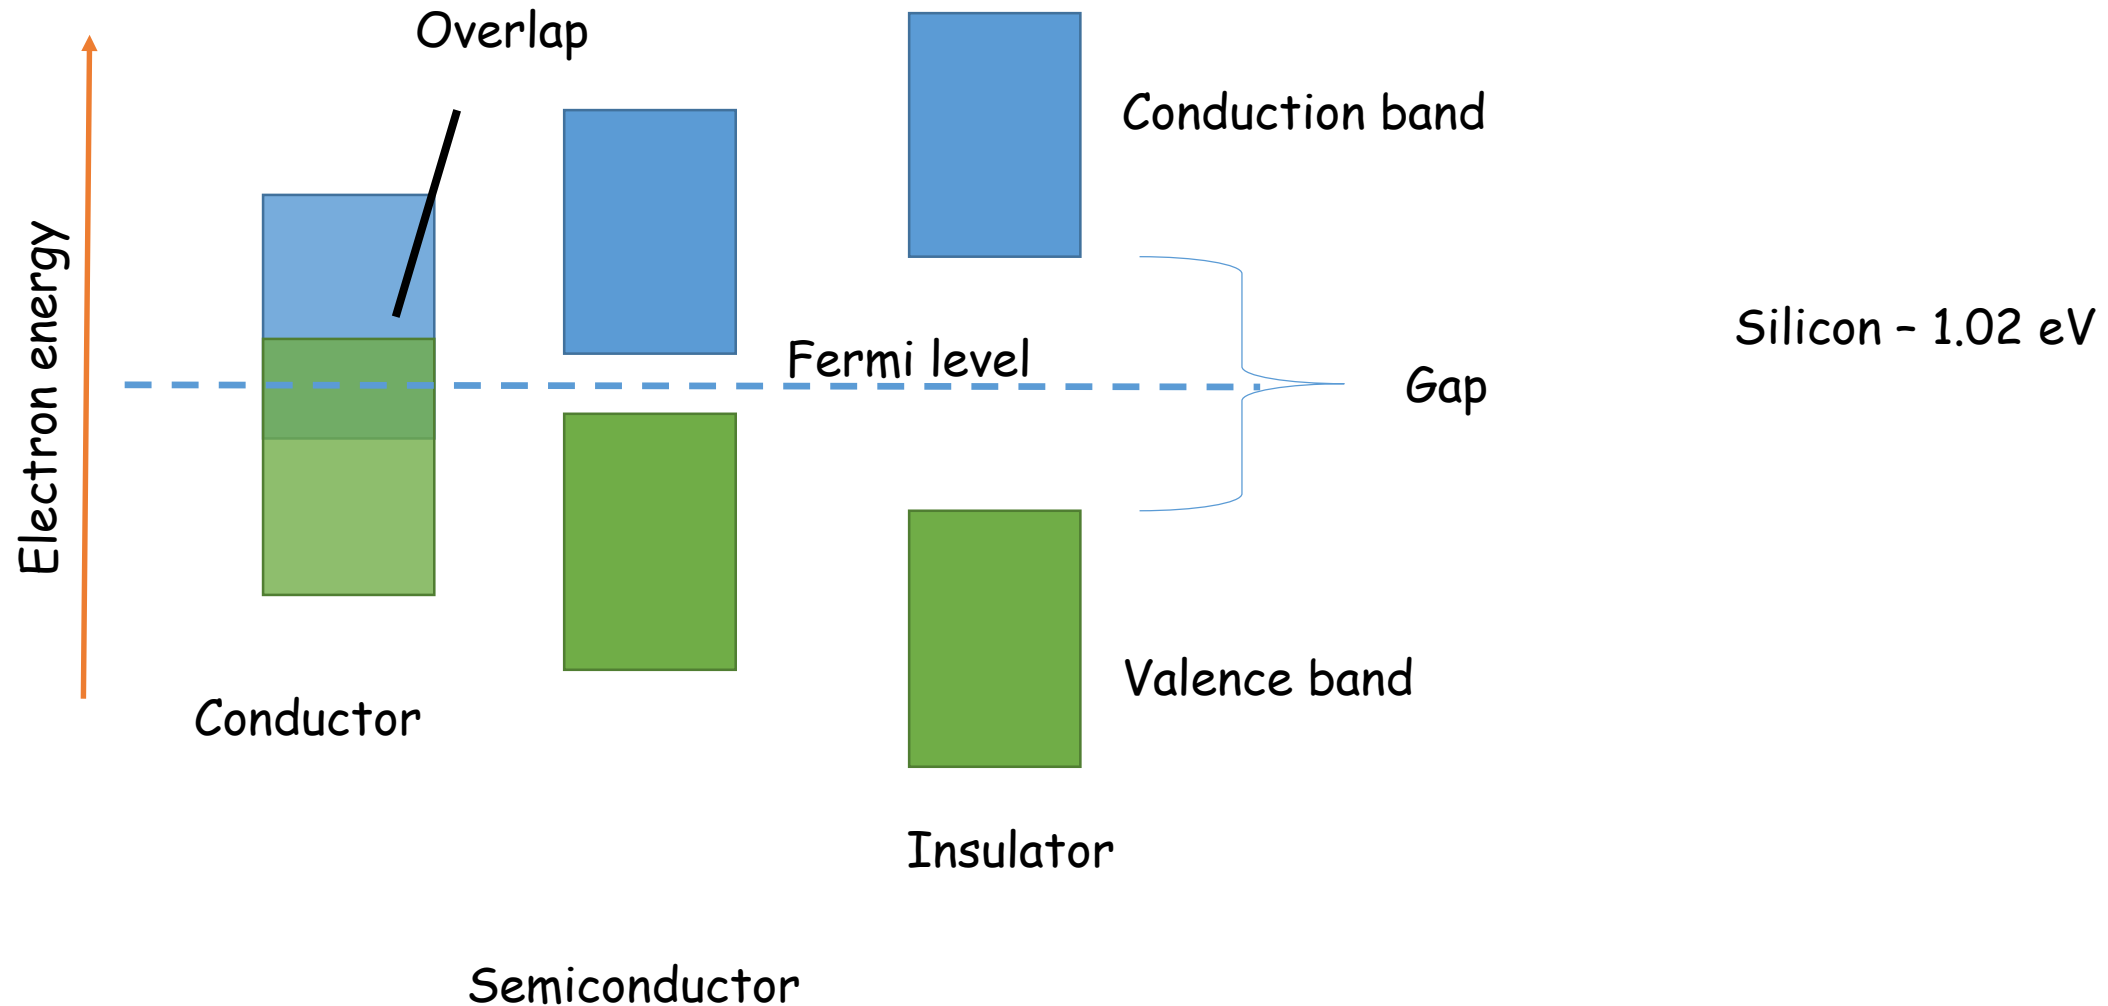 Overlap
Conduction band
Electron energy
Silicon – 1.02 eV
Fermi level
Gap
Valence band
Conductor
Insulator
Semiconductor